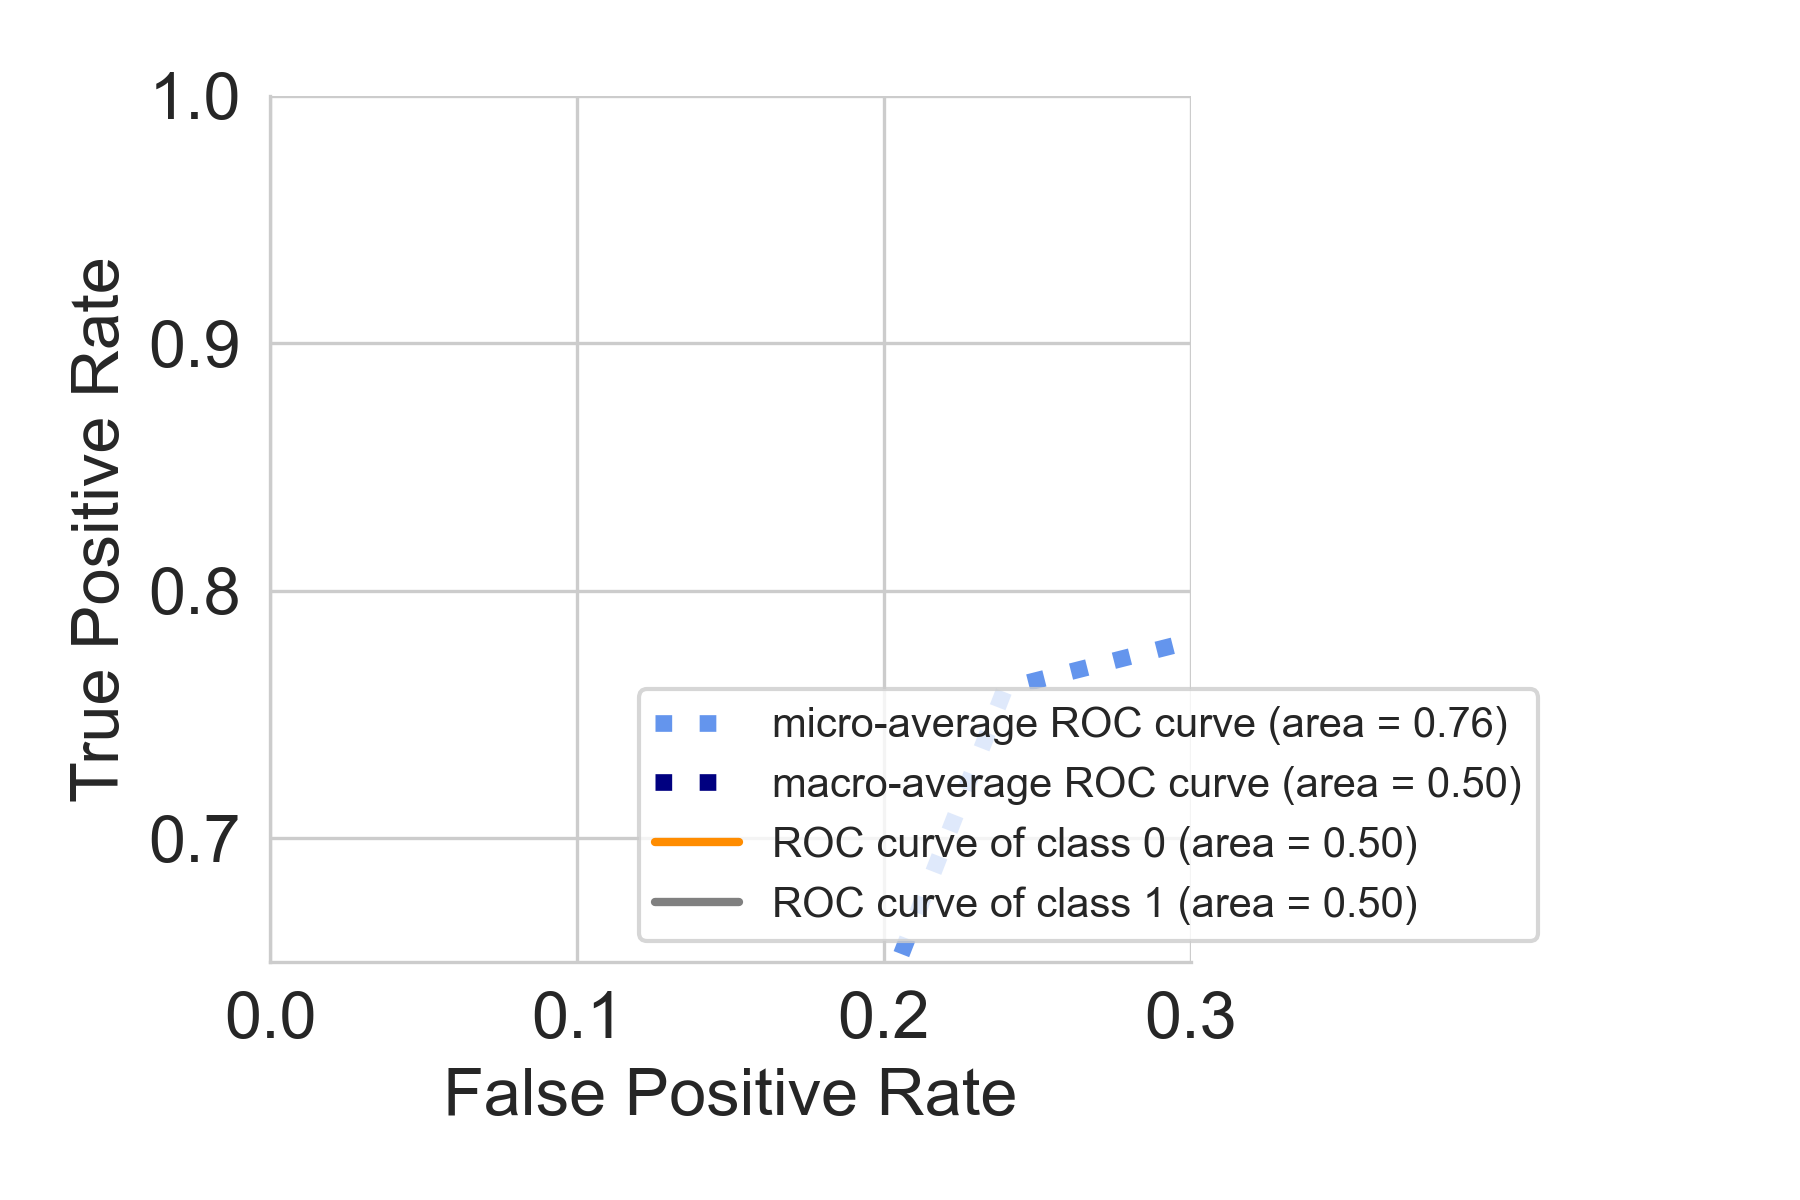 1.0
0.9
0.8
0.7
True Positive Rate
micro-average ROC curve (area = 0.76)
macro-average ROC curve (area = 0.50)
ROC curve of class 0 (area = 0.50)
ROC curve of class 1 (area = 0.50)
0.0 0.1 0.2 0.3
False Positive Rate